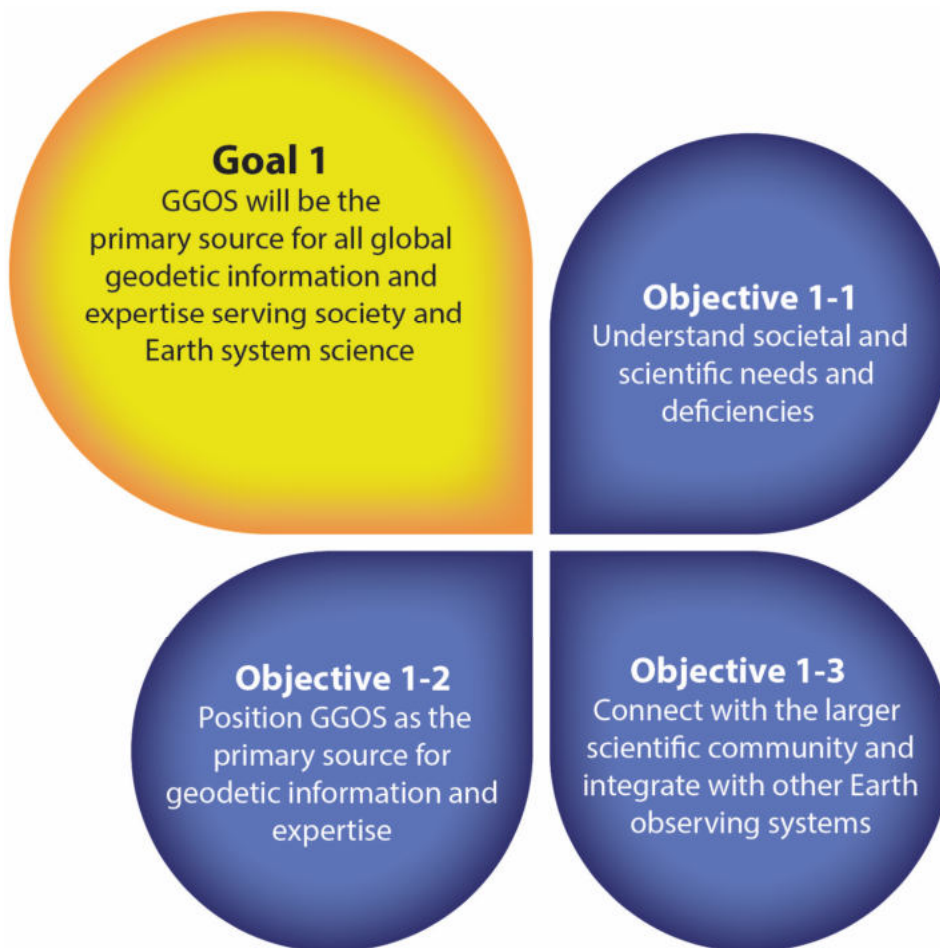 Goal 1
GGOS will be the
primary source for all global
geodetic information and
expertise serving society and
Earth system science
Objective 1-1
Understand societal and
scientific needs and
deficiencies
Objective 1-2
Position GGOS as the
primary source for
geodetic information and
expertise
Objective 1-3
Connect with the larger
scientific community and
integrate with other Earth
observing systems